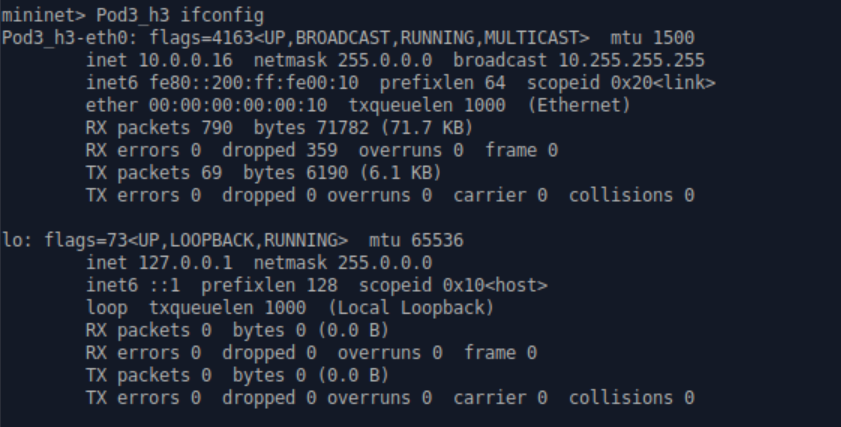 mininet> Pod3_h3 ifconfig
Pod3_h3-eth0: flags=4163<UP,BROADCAST,RUNNING,MULTICAST>  mtu 1500
        inet 10.0.0.16  netmask 255.0.0.0  broadcast 10.255.255.255
        inet6 fe80::200:ff:fe00:10  prefixlen 64  scopeid 0x20<link>
        ether 00:00:00:00:00:10  txqueuelen 1000  (Ethernet)
        RX packets 790  bytes 71782 (71.7 KB)
        RX errors 0  dropped 359  overruns 0  frame 0
        TX packets 69  bytes 6190 (6.1 KB)
        TX errors 0  dropped 0 overruns 0  carrier 0  collisions 0

lo: flags=73<UP,LOOPBACK,RUNNING>  mtu 65536
        inet 127.0.0.1  netmask 255.0.0.0
        inet6 ::1  prefixlen 128  scopeid 0x10<host>
        loop  txqueuelen 1000  (Local Loopback)
        RX packets 0  bytes 0 (0.0 B)
        RX errors 0  dropped 0  overruns 0  frame 0
        TX packets 0  bytes 0 (0.0 B)
        TX errors 0  dropped 0 overruns 0  carrier 0  collisions 0